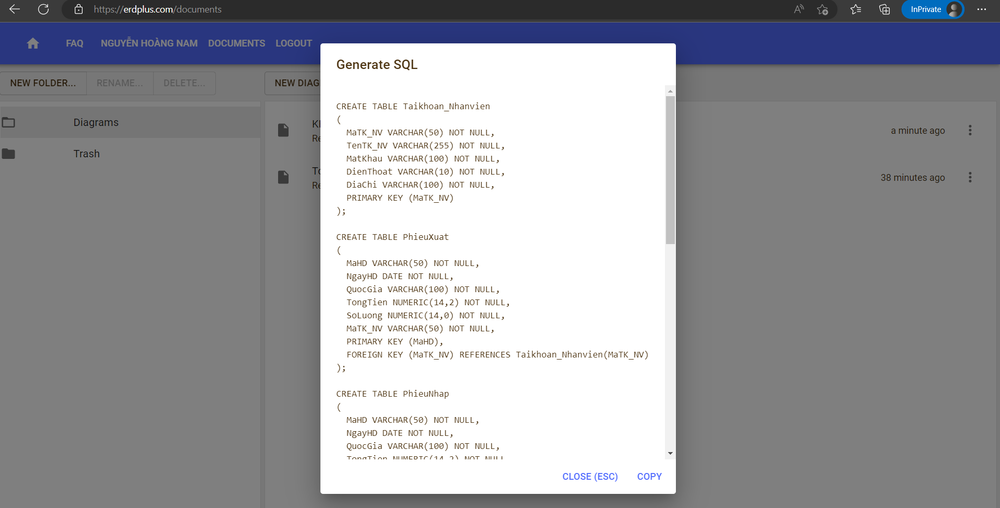 https://erdplus.com/documents
InPrivate
FAQ
NGUYỄN HOÀNG NAM
DOCUMENTS
LOGOUT
NEW FOLDER...
RENAME...
DELETE...
NEW DIAG
Diagrams
Trash
a minute ago
38 minutes ago
Generate SQL
CREATE TABLE Taikhoan_Nhanvien
(
MaTK_NV VARCHAR(50) NOT NULL,
TenTK_NV VARCHAR(255) NOT NULL,
MatKhau VARCHAR(100) NOT NULL,
DienThoat VARCHAR(10) NOT NULL,
DiaChi VARCHAR(100) NOT NULL,
PRIMARY KEY (MaTK_NV)
);
CREATE TABLE PhieuXuat
(
MaHD VARCHAR(50) NOT NULL,
NgayHD DATE NOT NULL,
QuocGia VARCHAR(100) NOT NULL,
TongTien NUMERIC(14,2) NOT NULL,
SoLuong NUMERIC(14,0) NOT NULL,
MaTK_NV VARCHAR(50) NOT NULL,
PRIMARY KEY (MaHD),
FOREIGN KEY (MaTK_NV) REFERENCES Taikhoan_Nhanvien(MaTK_NV)
);
CREATE TABLE PhieuNhap
(
MaHD VARCHAR(50) NOT NULL,
NgayHD DATE NOT NULL,
QuocGia VARCHAR(100) NOT NULL,
TongTien NUMERIC(14,2) NOT NULL
CLOSE (ESC)
COPY